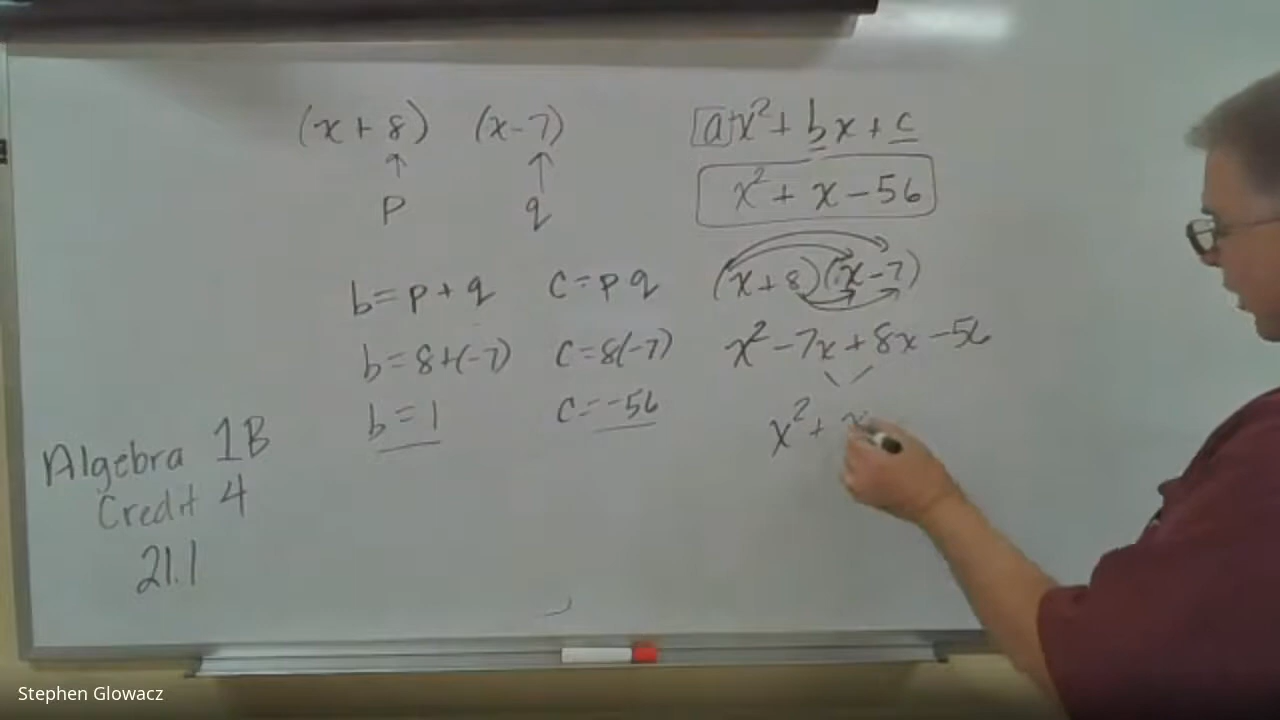 (x + 8) (x - 7)
↑ ↑
p q
b = p + q c = p q
b = 8 + (-7) c = 8(-7)
b = 1 c = -56
ax² + bx + c
x² + x - 56
(x + 8)(x - 7)
x² - 7x + 8x - 56
x² + x
Algebra 1B
Credit 4
21.1
Stephen Glowacz